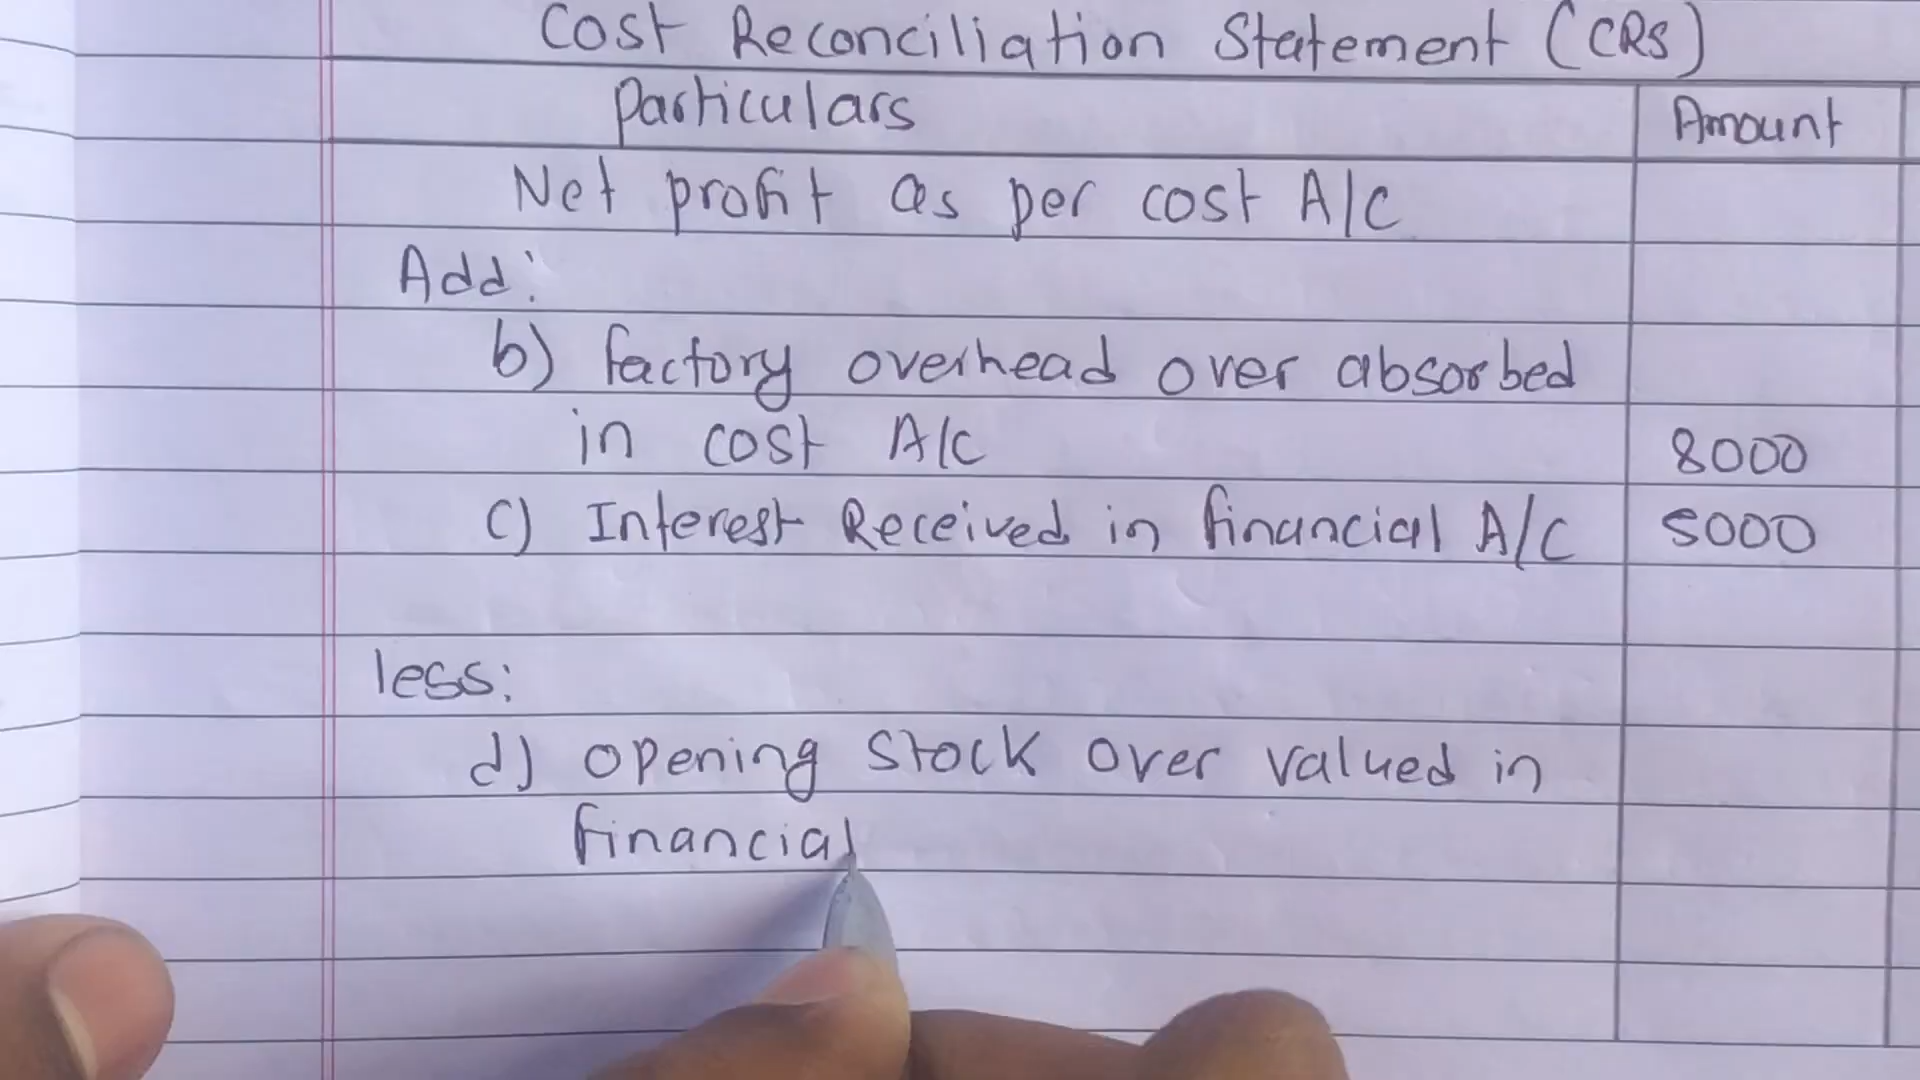 Cost Reconciliation Statement (CRS)
Particulars
Amount
Net profit as per cost A/C
Add:
b) factory overhead over absorbed
in cost A/C
8000
c) Interest Received in financial A/C
5000
less:
d) opening stock over valued in
financial